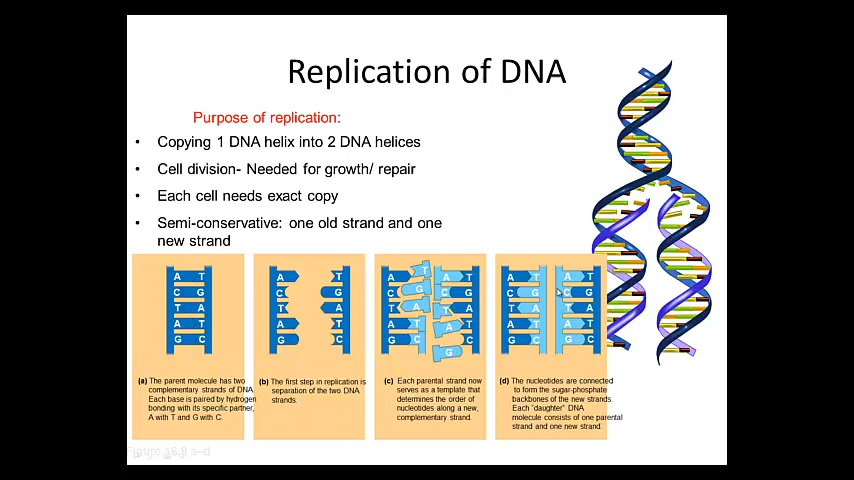 Replication of DNA
Purpose of replication:
• Copying 1 DNA helix into 2 DNA helices
• Cell division- Needed for growth/ repair
• Each cell needs exact copy
• Semi-conservative: one old strand and one
new strand
A T
C G
T A
A T
G C
A T
C G
T A
A T
G C
A T A T
C G C G
T A T A
A T A T
G C G C
A T A T
C G C G
T A T A
A T A T
G C G C
(a) The parent molecule has two
complementary strands of DNA.
Each base is paired by hydrogen
bonding with its specific partner,
A with T and G with C.
(b) The first step in replication is
separation of the two DNA
strands.
(c) Each parental strand now
serves as a template that
determines the order of
nucleotides along a new,
complementary strand.
(d) The nucleotides are connected
to form the sugar-phosphate
backbones of the new strands.
Each "daughter" DNA
molecule consists of one parental
strand and one new strand.
Figure 16.9 a–d